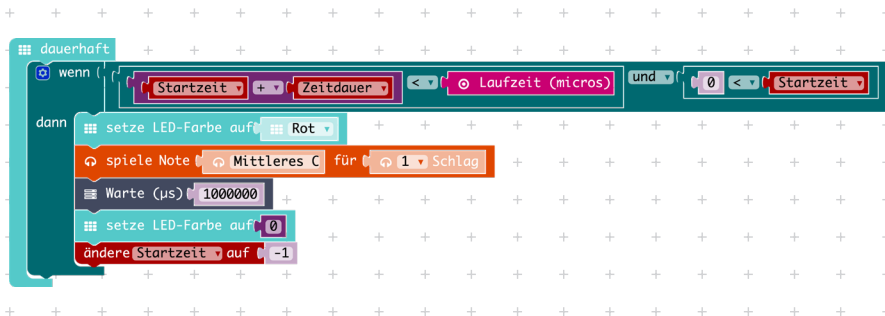 dauerhaft
wenn Startzeit + Zeitdauer < Laufzeit (micros) und 0 < Startzeit
dann
setze LED-Farbe auf Rot
spiele Note Mittleres C für 1 Schlag
Warte (µs) 1000000
setze LED-Farbe auf 0
ändere Startzeit auf -1